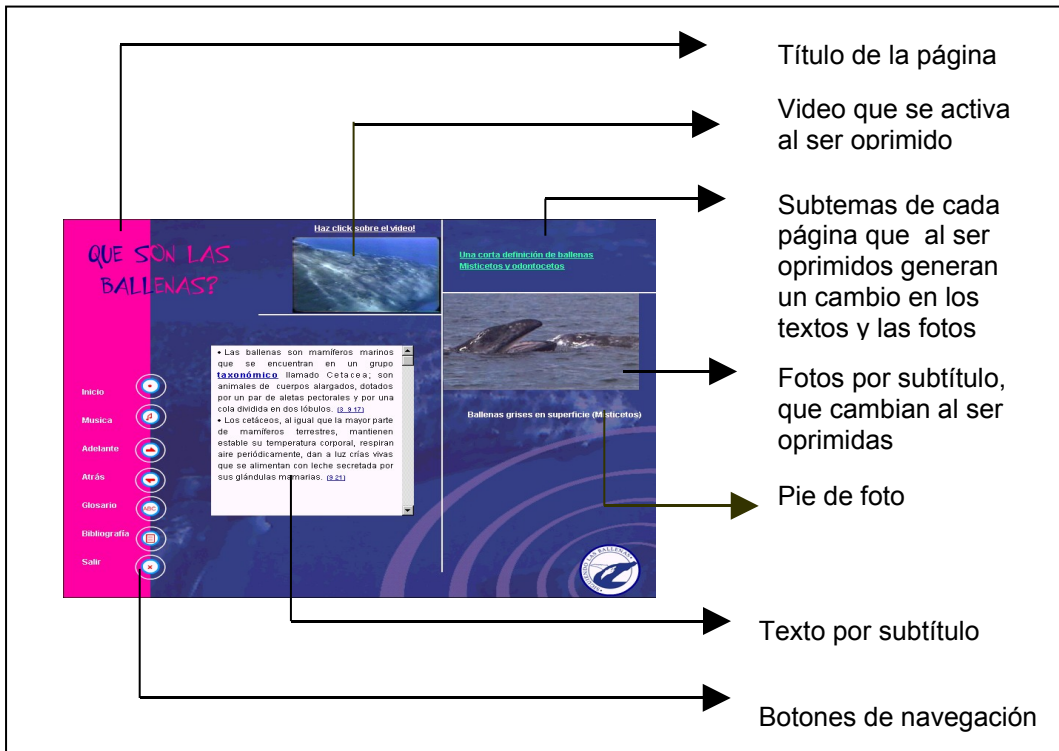 Título de la página
Video que se activa
al ser oprimido
Subtemas de cada
página que al ser
oprimidos generan
un cambio en los
textos y las fotos
Fotos por subtítulo,
que cambian al ser
oprimidas
Pie de foto
Texto por subtítulo
Botones de navegación
QUE SON LAS
BALLENAS?
Haz click sobre el video!
Una corta definición de ballenas
Misticetos y odontocetos
• Las ballenas son mamíferos marinos
que se encuentran en un grupo
taxonómico llamado Cetacea; son
animales de cuerpos alargados, dotados
por un par de aletas pectorales y por una
cola dividida en dos lóbulos. (3 9 17)
• Los cetáceos, al igual que la mayor parte
de mamíferos terrestres, mantienen
estable su temperatura corporal, respiran
aire periódicamente, dan a luz crías vivas
que se alimentan con leche secretada por
sus glándulas mamarias. (9 21)
Ballenas grises en superficie (Misticetos)
Inicio
Musica
Adelante
Atrás
Glosario
ABC
Bibliografía
Salir